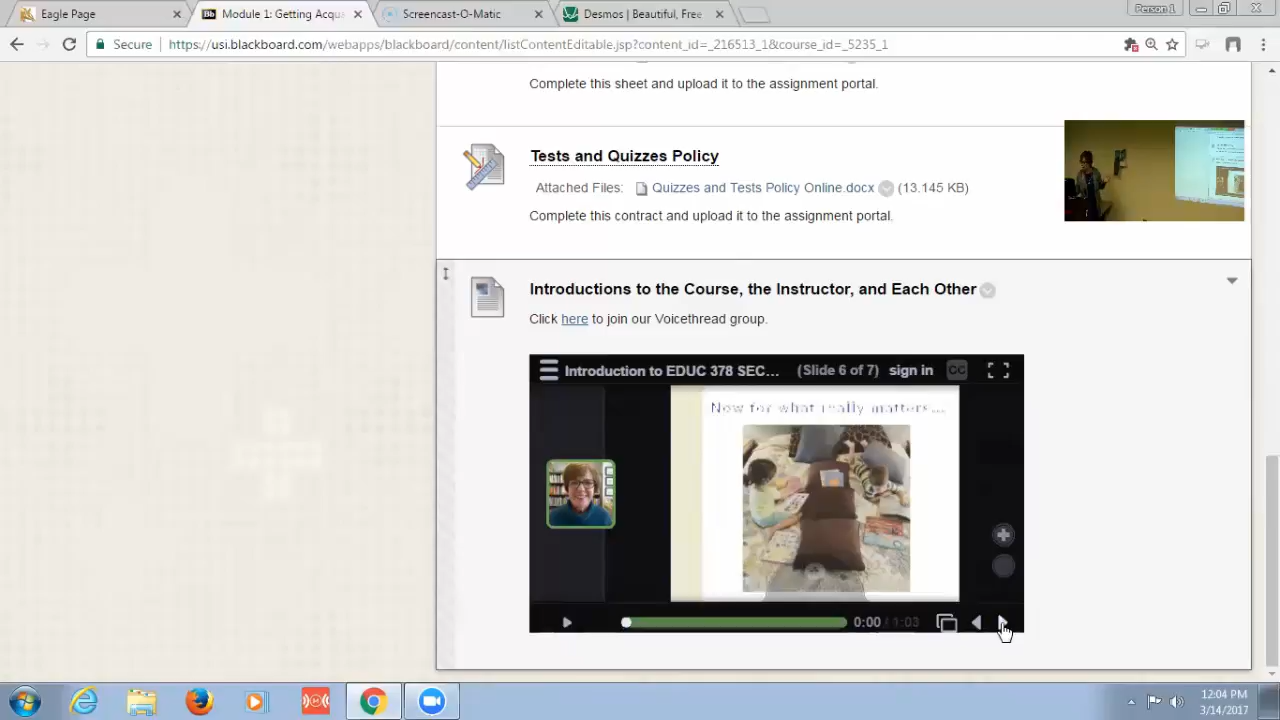 Eagle Page
Bb Module 1: Getting Acqua
Screencast-O-Matic
Desmos | Beautiful, Free
Person 1
Secure https://usi.blackboard.com/webapps/blackboard/content/listContentEditable.jsp?content_id=_216513_1&course_id=_5235_1
Complete this sheet and upload it to the assignment portal.
Tests and Quizzes Policy
Attached Files: Quizzes and Tests Policy Online.docx (13.145 KB)
Complete this contract and upload it to the assignment portal.
Introductions to the Course, the Instructor, and Each Other
Click here to join our Voicethread group.
Introduction to EDUC 378 SEC... (Slide 6 of 7) sign in CC
Now for what really matters...
0:00 / 1:03
12:04 PM
3/14/2017